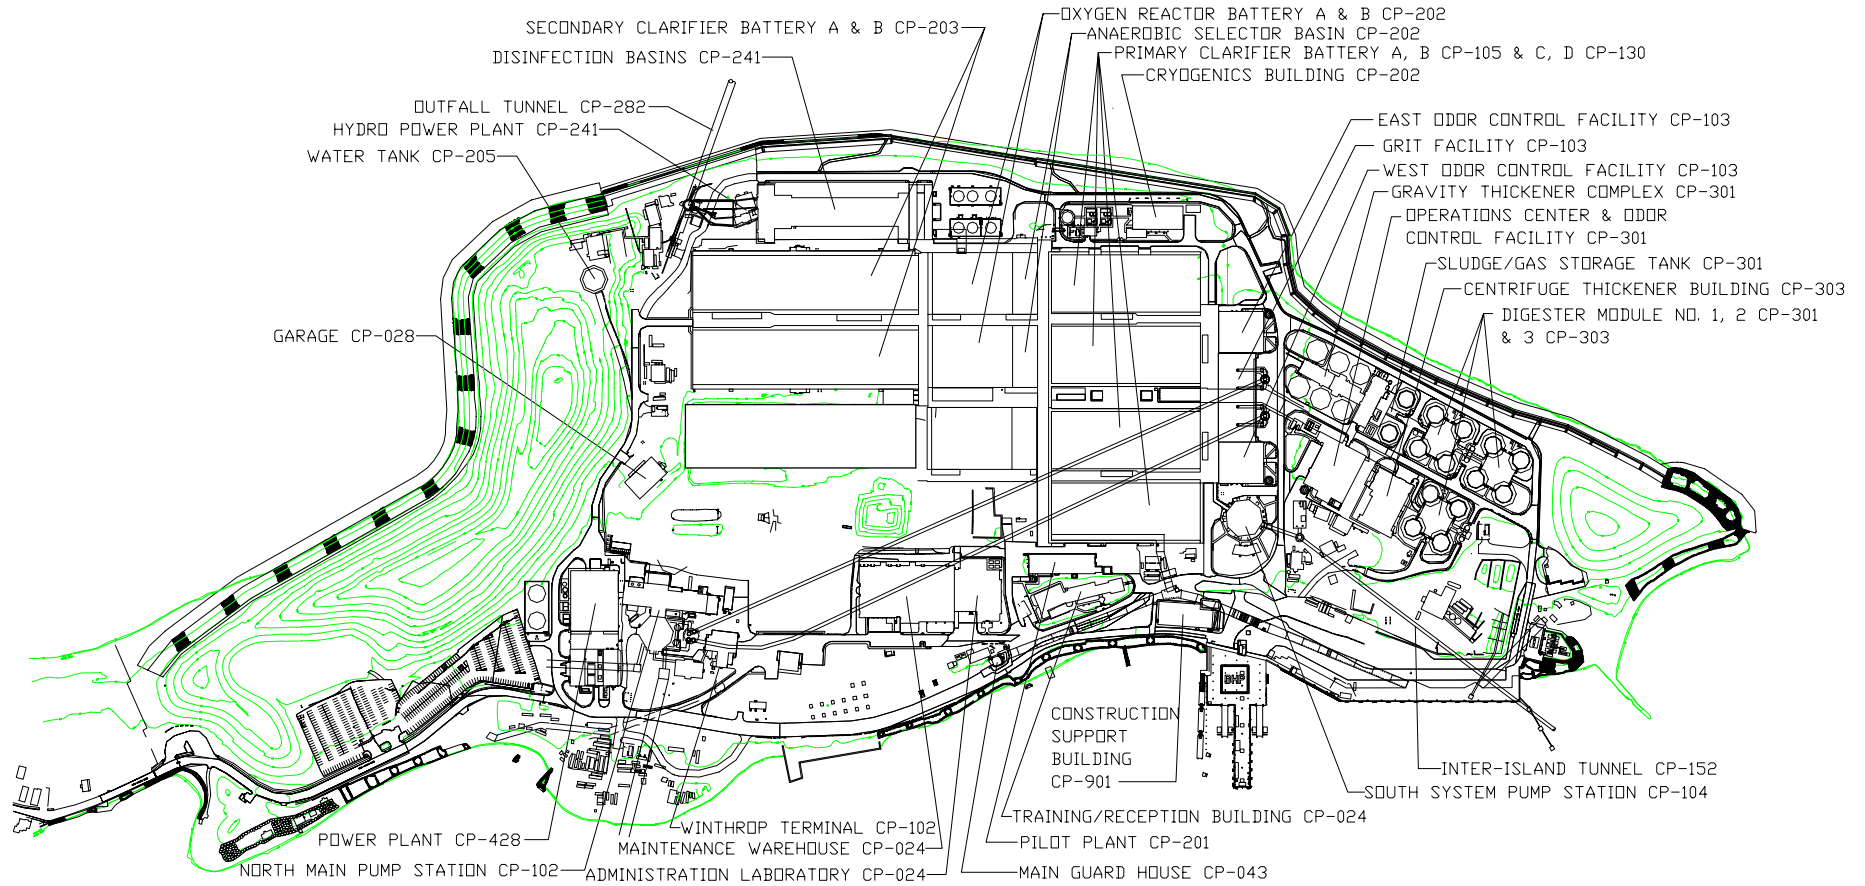 SECONDARY CLARIFIER BATTERY A & B CP-203
DISINFECTION BASINS CP-241
OUTFALL TUNNEL CP-282
HYDRO POWER PLANT CP-241
WATER TANK CP-205
GARAGE CP-028
OXYGEN REACTOR BATTERY A & B CP-202
ANAEROBIC SELECTOR BASIN CP-202
PRIMARY CLARIFIER BATTERY A, B CP-105 & C, D CP-130
CRYOGENICS BUILDING CP-202
EAST ODOR CONTROL FACILITY CP-103
GRIT FACILITY CP-103
WEST ODOR CONTROL FACILITY CP-103
GRAVITY THICKENER COMPLEX CP-301
OPERATIONS CENTER & ODOR
CONTROL FACILITY CP-301
SLUDGE/GAS STORAGE TANK CP-301
CENTRIFUGE THICKENER BUILDING CP-303
DIGESTER MODULE NO. 1, 2 CP-301
& 3 CP-303
BHP
CONSTRUCTION
SUPPORT
BUILDING
CP-901
INTER-ISLAND TUNNEL CP-152
SOUTH SYSTEM PUMP STATION CP-104
TRAINING/RECEPTION BUILDING CP-024
PILOT PLANT CP-201
MAIN GUARD HOUSE CP-043
WINTHROP TERMINAL CP-102
MAINTENANCE WAREHOUSE CP-024
ADMINISTRATION LABORATORY CP-024
POWER PLANT CP-428
NORTH MAIN PUMP STATION CP-102